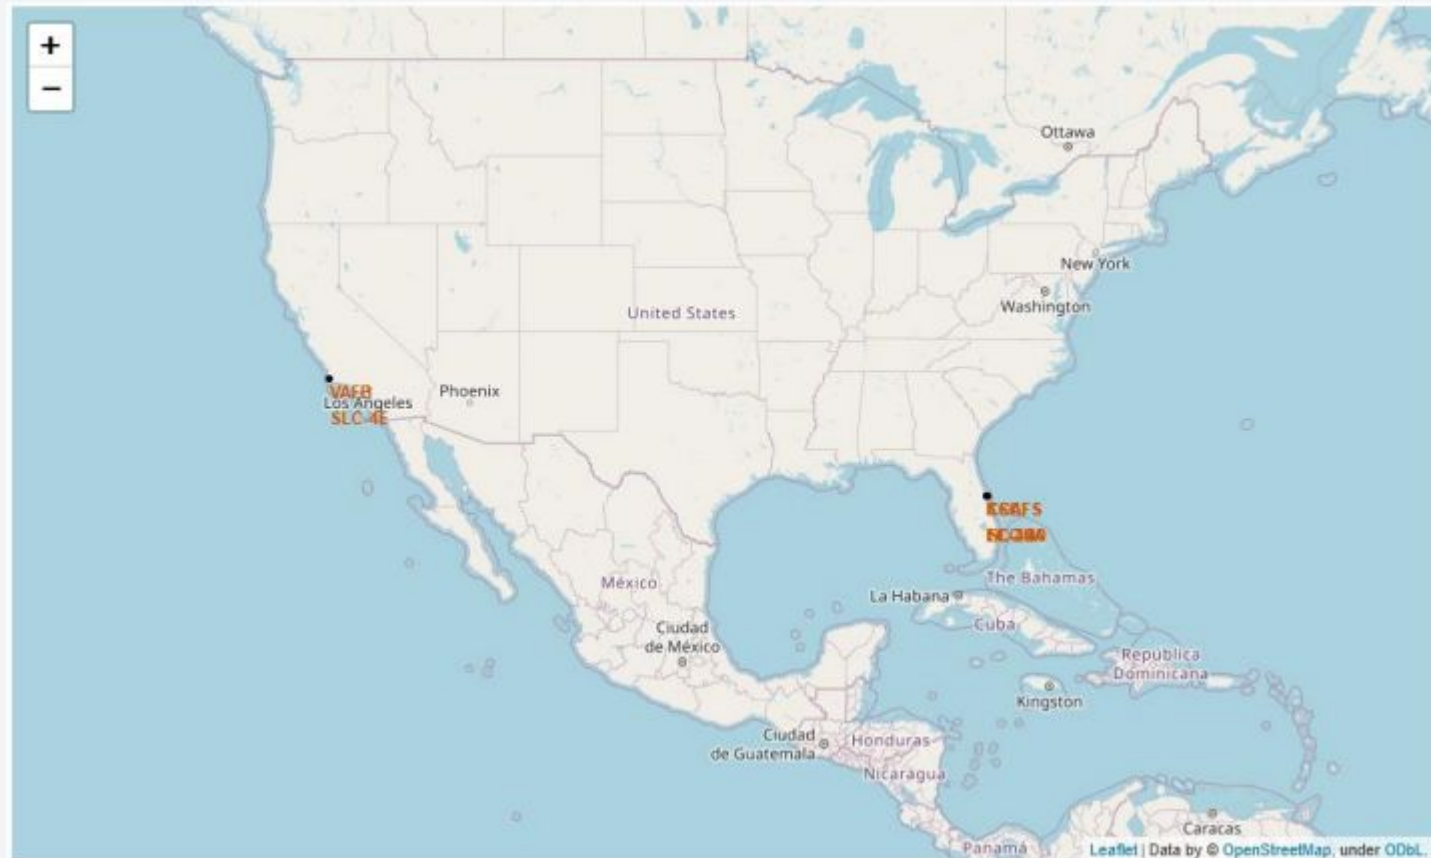 +
−
Ottawa
New York
Washington
United States
Phoenix
VAFB
Los Angeles
SLC-4E
The Bahamas
México
La Habana
Cuba
Ciudad
de México
República
Dominicana
Kingston
Ciudad
de Guatemala
Honduras
Nicaragua
Caracas
Panamá
Leaflet | Data by © OpenStreetMap, under ODbL.